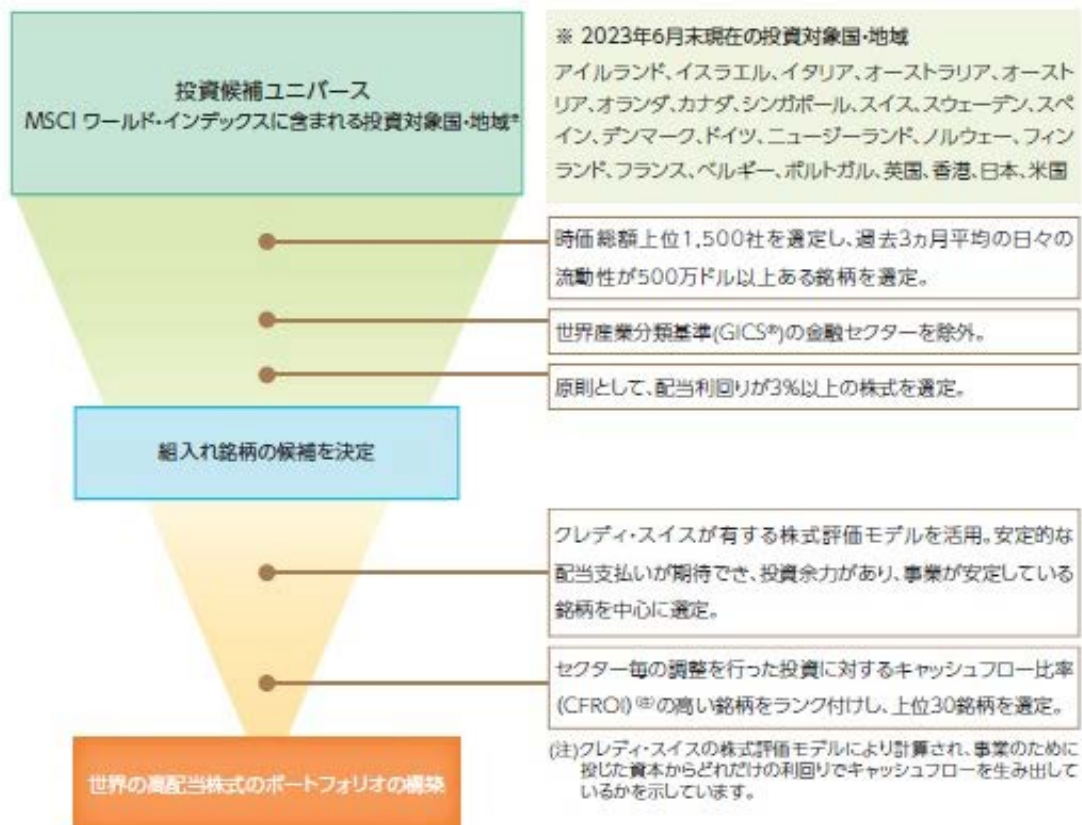 投資候補ユニバース
MSCI ワールド・インデックスに含まれる投資対象国・地域*
※ 2023年6月末現在の投資対象国・地域
アイルランド、イスラエル、イタリア、オーストラリア、オースト
リア、オランダ、カナダ、シンガポール、スイス、スウェーデン、スペ
イン、デンマーク、ドイツ、ニュージーランド、ノルウェー、フィン
ランド、フランス、ベルギー、ポルトガル、英国、香港、日本、米国
時価総額上位1,500社を選定し、過去3ヵ月平均の日々の
流動性が500万ドル以上ある銘柄を選定。
世界産業分類基準(GICS®)の金融セクターを除外。
原則として、配当利回りが3%以上の株式を選定。
組入れ銘柄の候補を決定
クレディ・スイスが有する株式評価モデルを活用。安定的な
配当支払いが期待でき、投資余力があり、事業が安定している
銘柄を中心に選定。
セクター毎の調整を行った投資に対するキャッシュフロー比率
(CFROI)(注)の高い銘柄をランク付けし、上位30銘柄を選定。
(注)クレディ・スイスの株式評価モデルにより計算され、事業のために
投じた資本からどれだけの利回りでキャッシュフローを生み出して
いるかを示しています。
世界の高配当株式のポートフォリオの構築